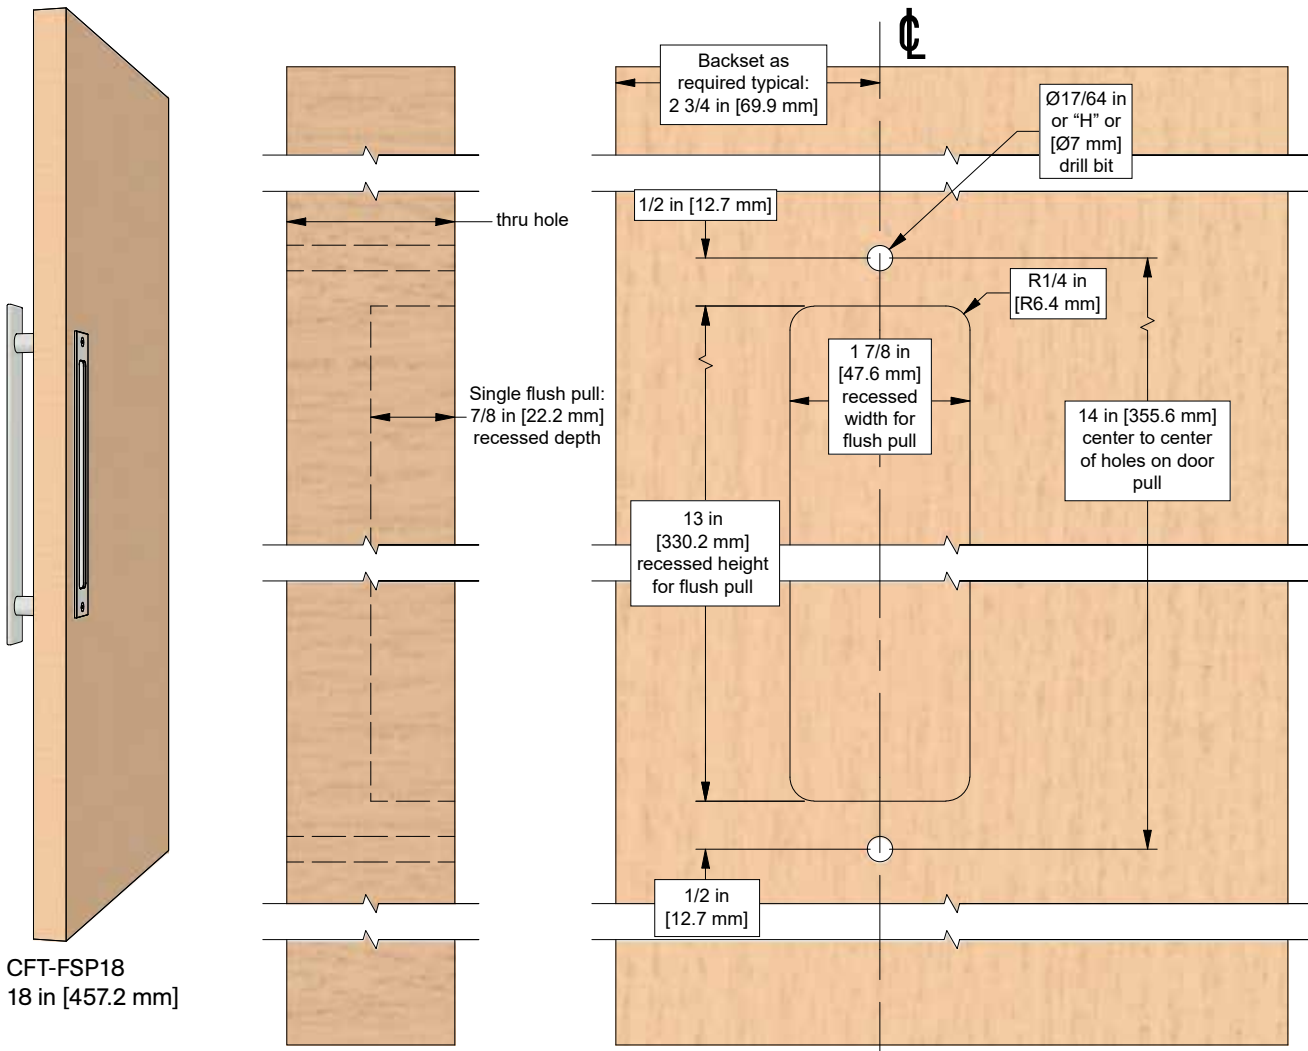 ℄
Backset as
required typical:
2 3/4 in [69.9 mm]
Ø17/64 in
or “H” or
[Ø7 mm]
drill bit
1/2 in [12.7 mm]
thru hole
R1/4 in
[R6.4 mm]
1 7/8 in
[47.6 mm]
recessed
width for
flush pull
Single flush pull:
7/8 in [22.2 mm]
recessed depth
14 in [355.6 mm]
center to center
of holes on door
pull
13 in
[330.2 mm]
recessed height
for flush pull
1/2 in
[12.7 mm]
CFT-FSP18
18 in [457.2 mm]